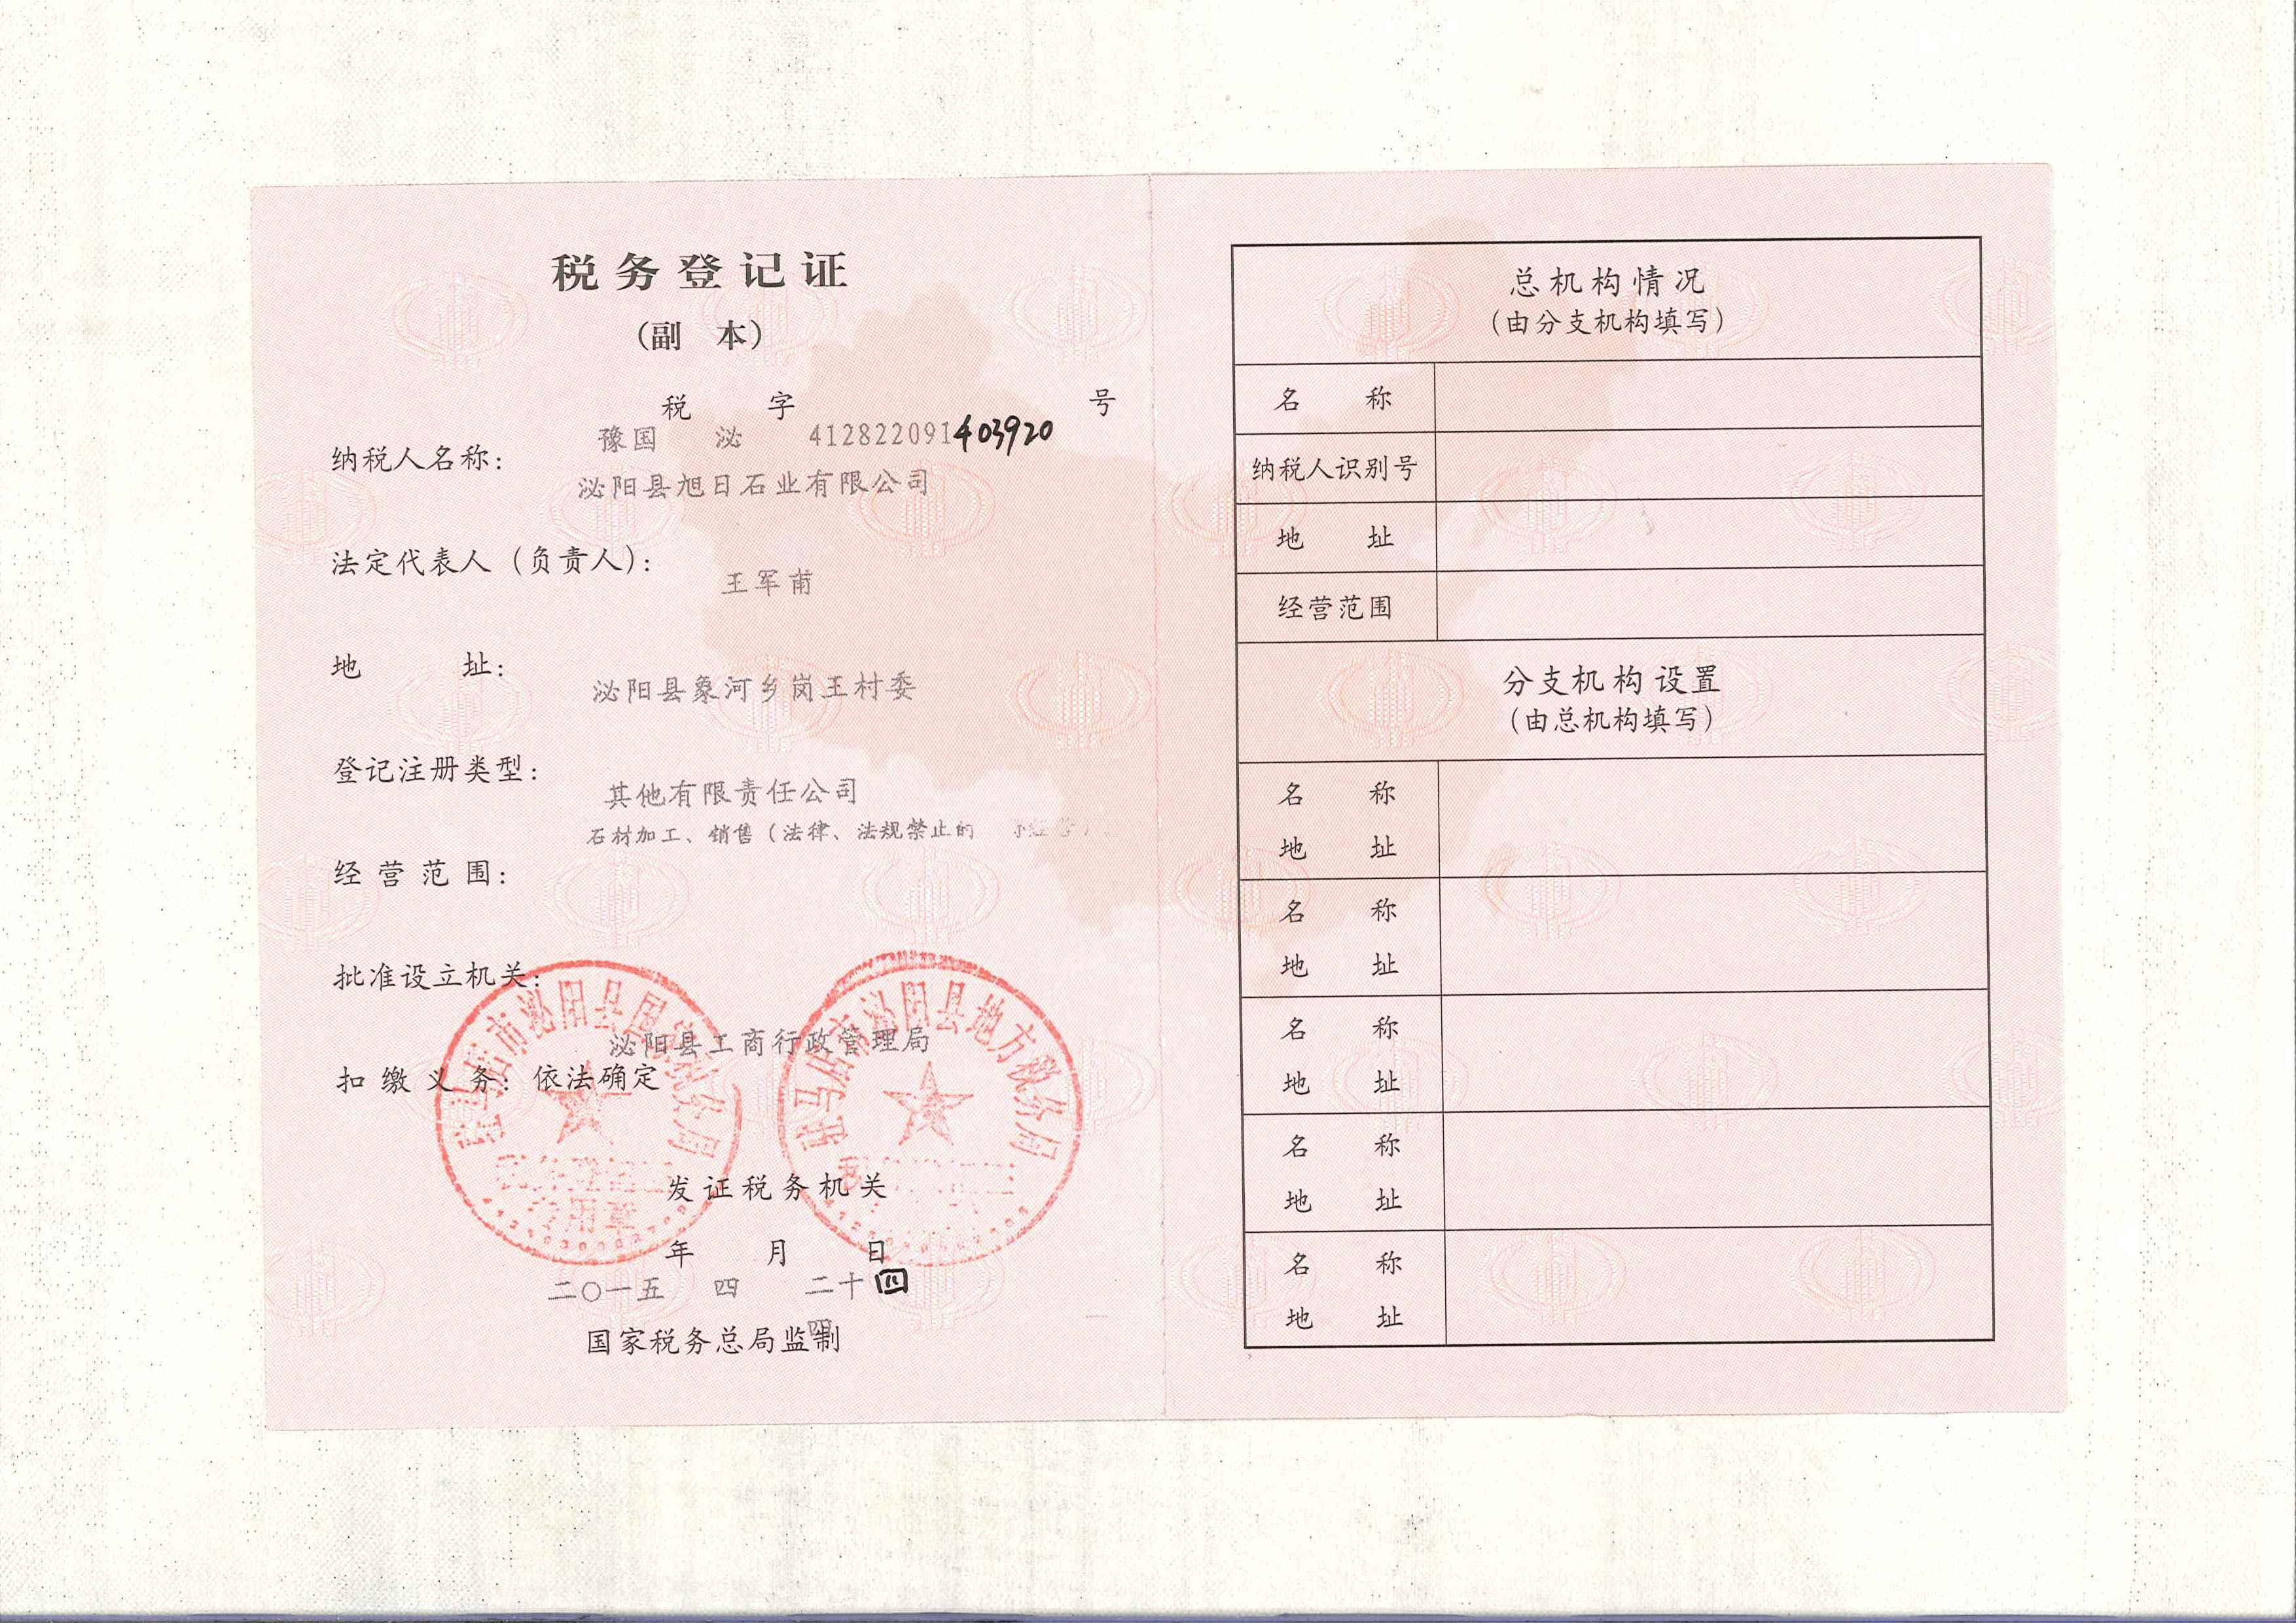 税务登记证
(副 本)
税 字 号
豫国 泌 412822091403920
纳税人名称:
泌阳县旭日石业有限公司
法定代表人(负责人):
王军甫
地 址:
泌阳县象河乡岗王村委
登记注册类型:
其他有限责任公司
石材加工、销售(法律、法规禁止的
经营范围:
批准设立机关:
泌阳县工商行政管理局
扣缴义务: 依法确定
驻马店市泌阳县国家税务局
驻马店市泌阳县地方税务局
发证税务机关
年 月 日
二〇一五 四 二十四
四
国家税务总局监制
总机构情况
(由分支机构填写)
名 称
纳税人识别号
地 址
经营范围
分支机构设置
(由总机构填写)
名 称
地 址
名 称
地 址
名 称
地 址
名 称
地 址
名 称
地 址